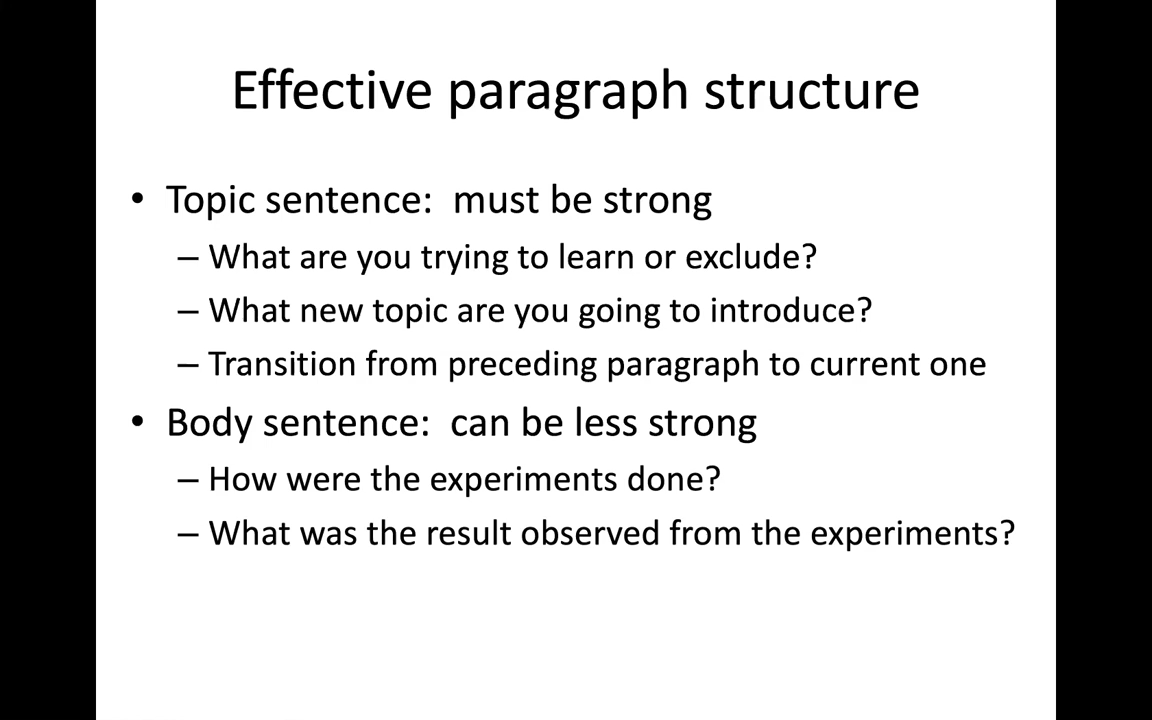 Effective paragraph structure
• Topic sentence:  must be strong
– What are you trying to learn or exclude?
– What new topic are you going to introduce?
– Transition from preceding paragraph to current one
• Body sentence:  can be less strong
– How were the experiments done?
– What was the result observed from the experiments?